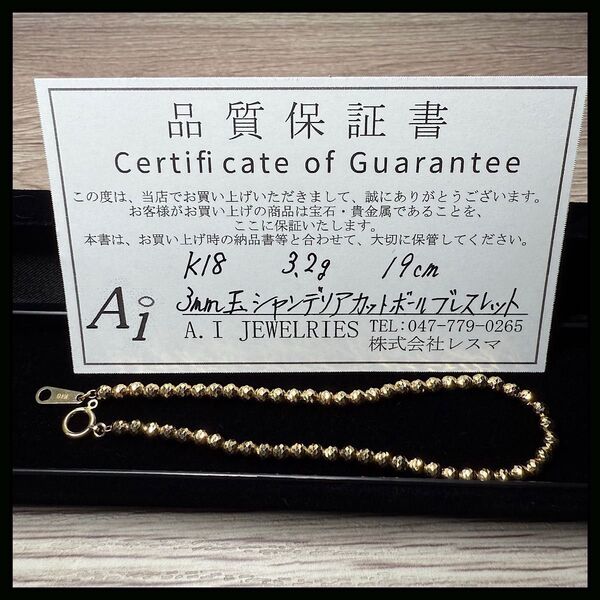 品質保証書
Certificate of Guarantee
この度は、当店でお買い上げいただきまして、誠にありがとうございます。
お客様がお買い上げの商品は宝石・貴金属であることを、
ここに保証いたします。
本書は、お買い上げ時の納品書等と合わせて、大切に保管してください。
K18 3.2g 19cm
3mm玉シャンデリアカットボールブレスレット
Ai
A.I JEWELRIES TEL:047-779-0265
株式会社レスマ
K18